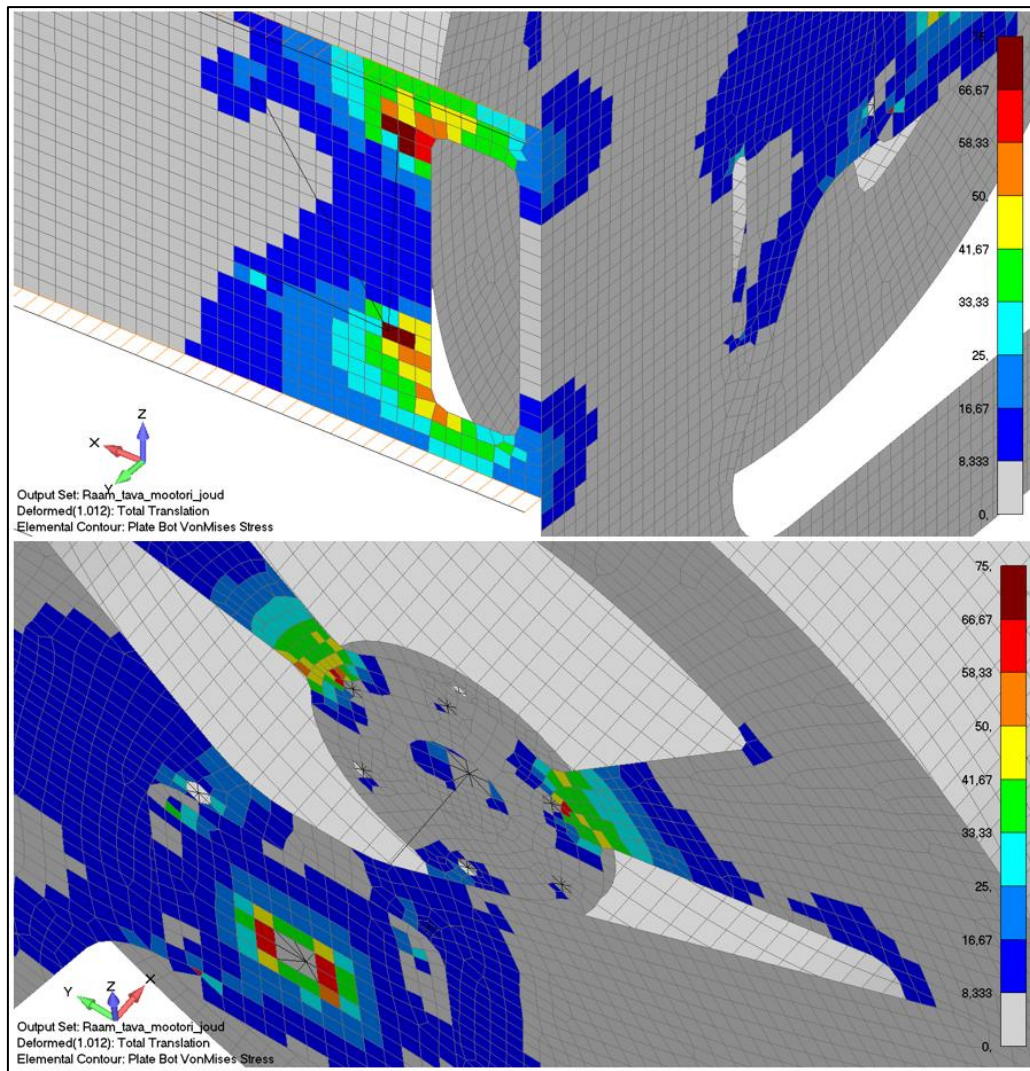 75,
66,67
58,33
50,
41,67
33,33
25,
16,67
8,333
0,
Z
X
Y
Output Set: Raam_tava_mootori_joud
Deformed(1.012): Total Translation
Elemental Contour: Plate Bot VonMises Stress
75,
66,67
58,33
50,
41,67
33,33
25,
16,67
8,333
0,
Y
Z
X
Output Set: Raam_tava_mootori_joud
Deformed(1.012): Total Translation
Elemental Contour: Plate Bot VonMises Stress